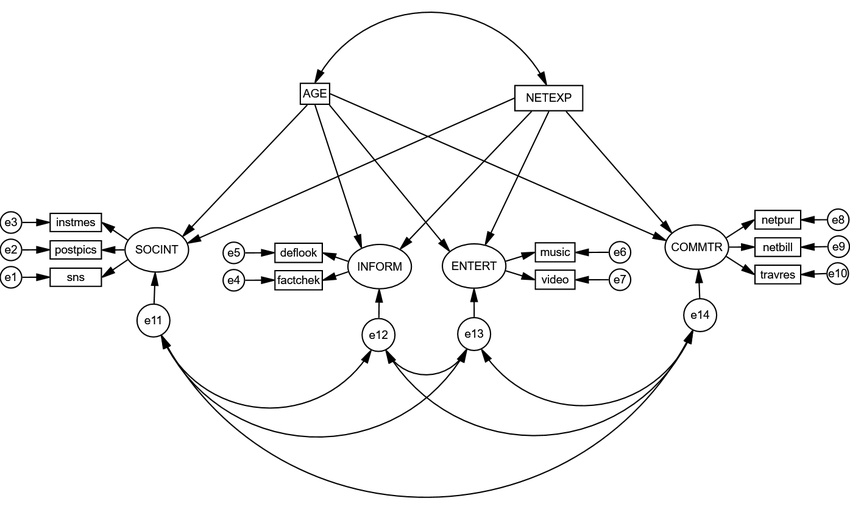 AGE
NETEXP
e3
instmes
e2
postpics
e1
sns
SOCINT
e11
e5
deflook
e4
factchek
INFORM
e12
ENTERT
music
e6
video
e7
e13
COMMTR
netpur
e8
netbill
e9
travres
e10
e14